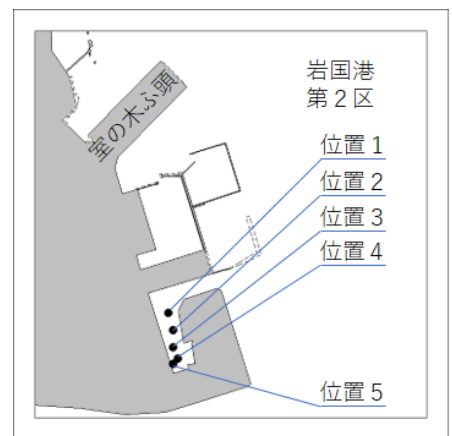 岩国港
第２区
室の木ふ頭
位置１
位置２
位置３
位置４
位置５